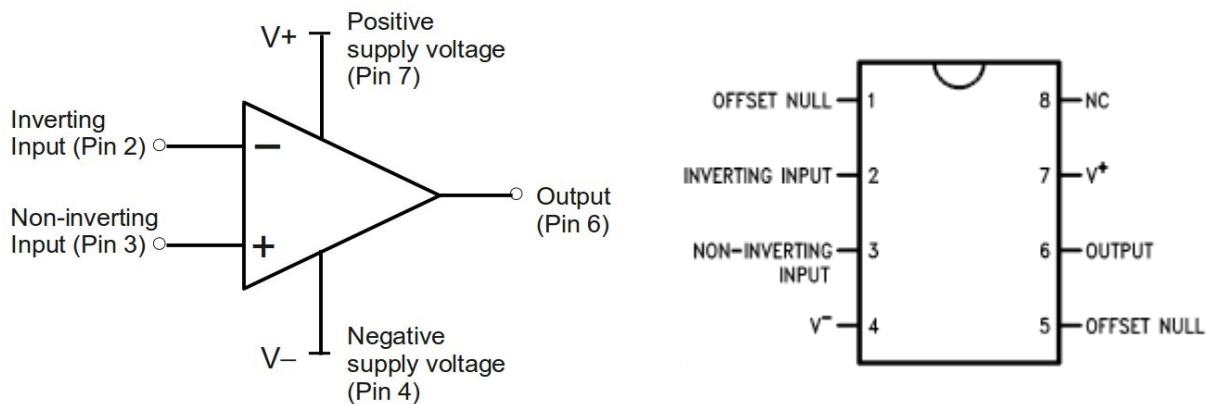 V+
Positive
supply voltage
(Pin 7)
Inverting
Input (Pin 2)
−
Non-inverting
Input (Pin 3)
+
Output
(Pin 6)
V−
Negative
supply voltage
(Pin 4)
OFFSET NULL 1
8 NC
INVERTING INPUT 2
7 V+
NON-INVERTING 3
INPUT
6 OUTPUT
V− 4
5 OFFSET NULL